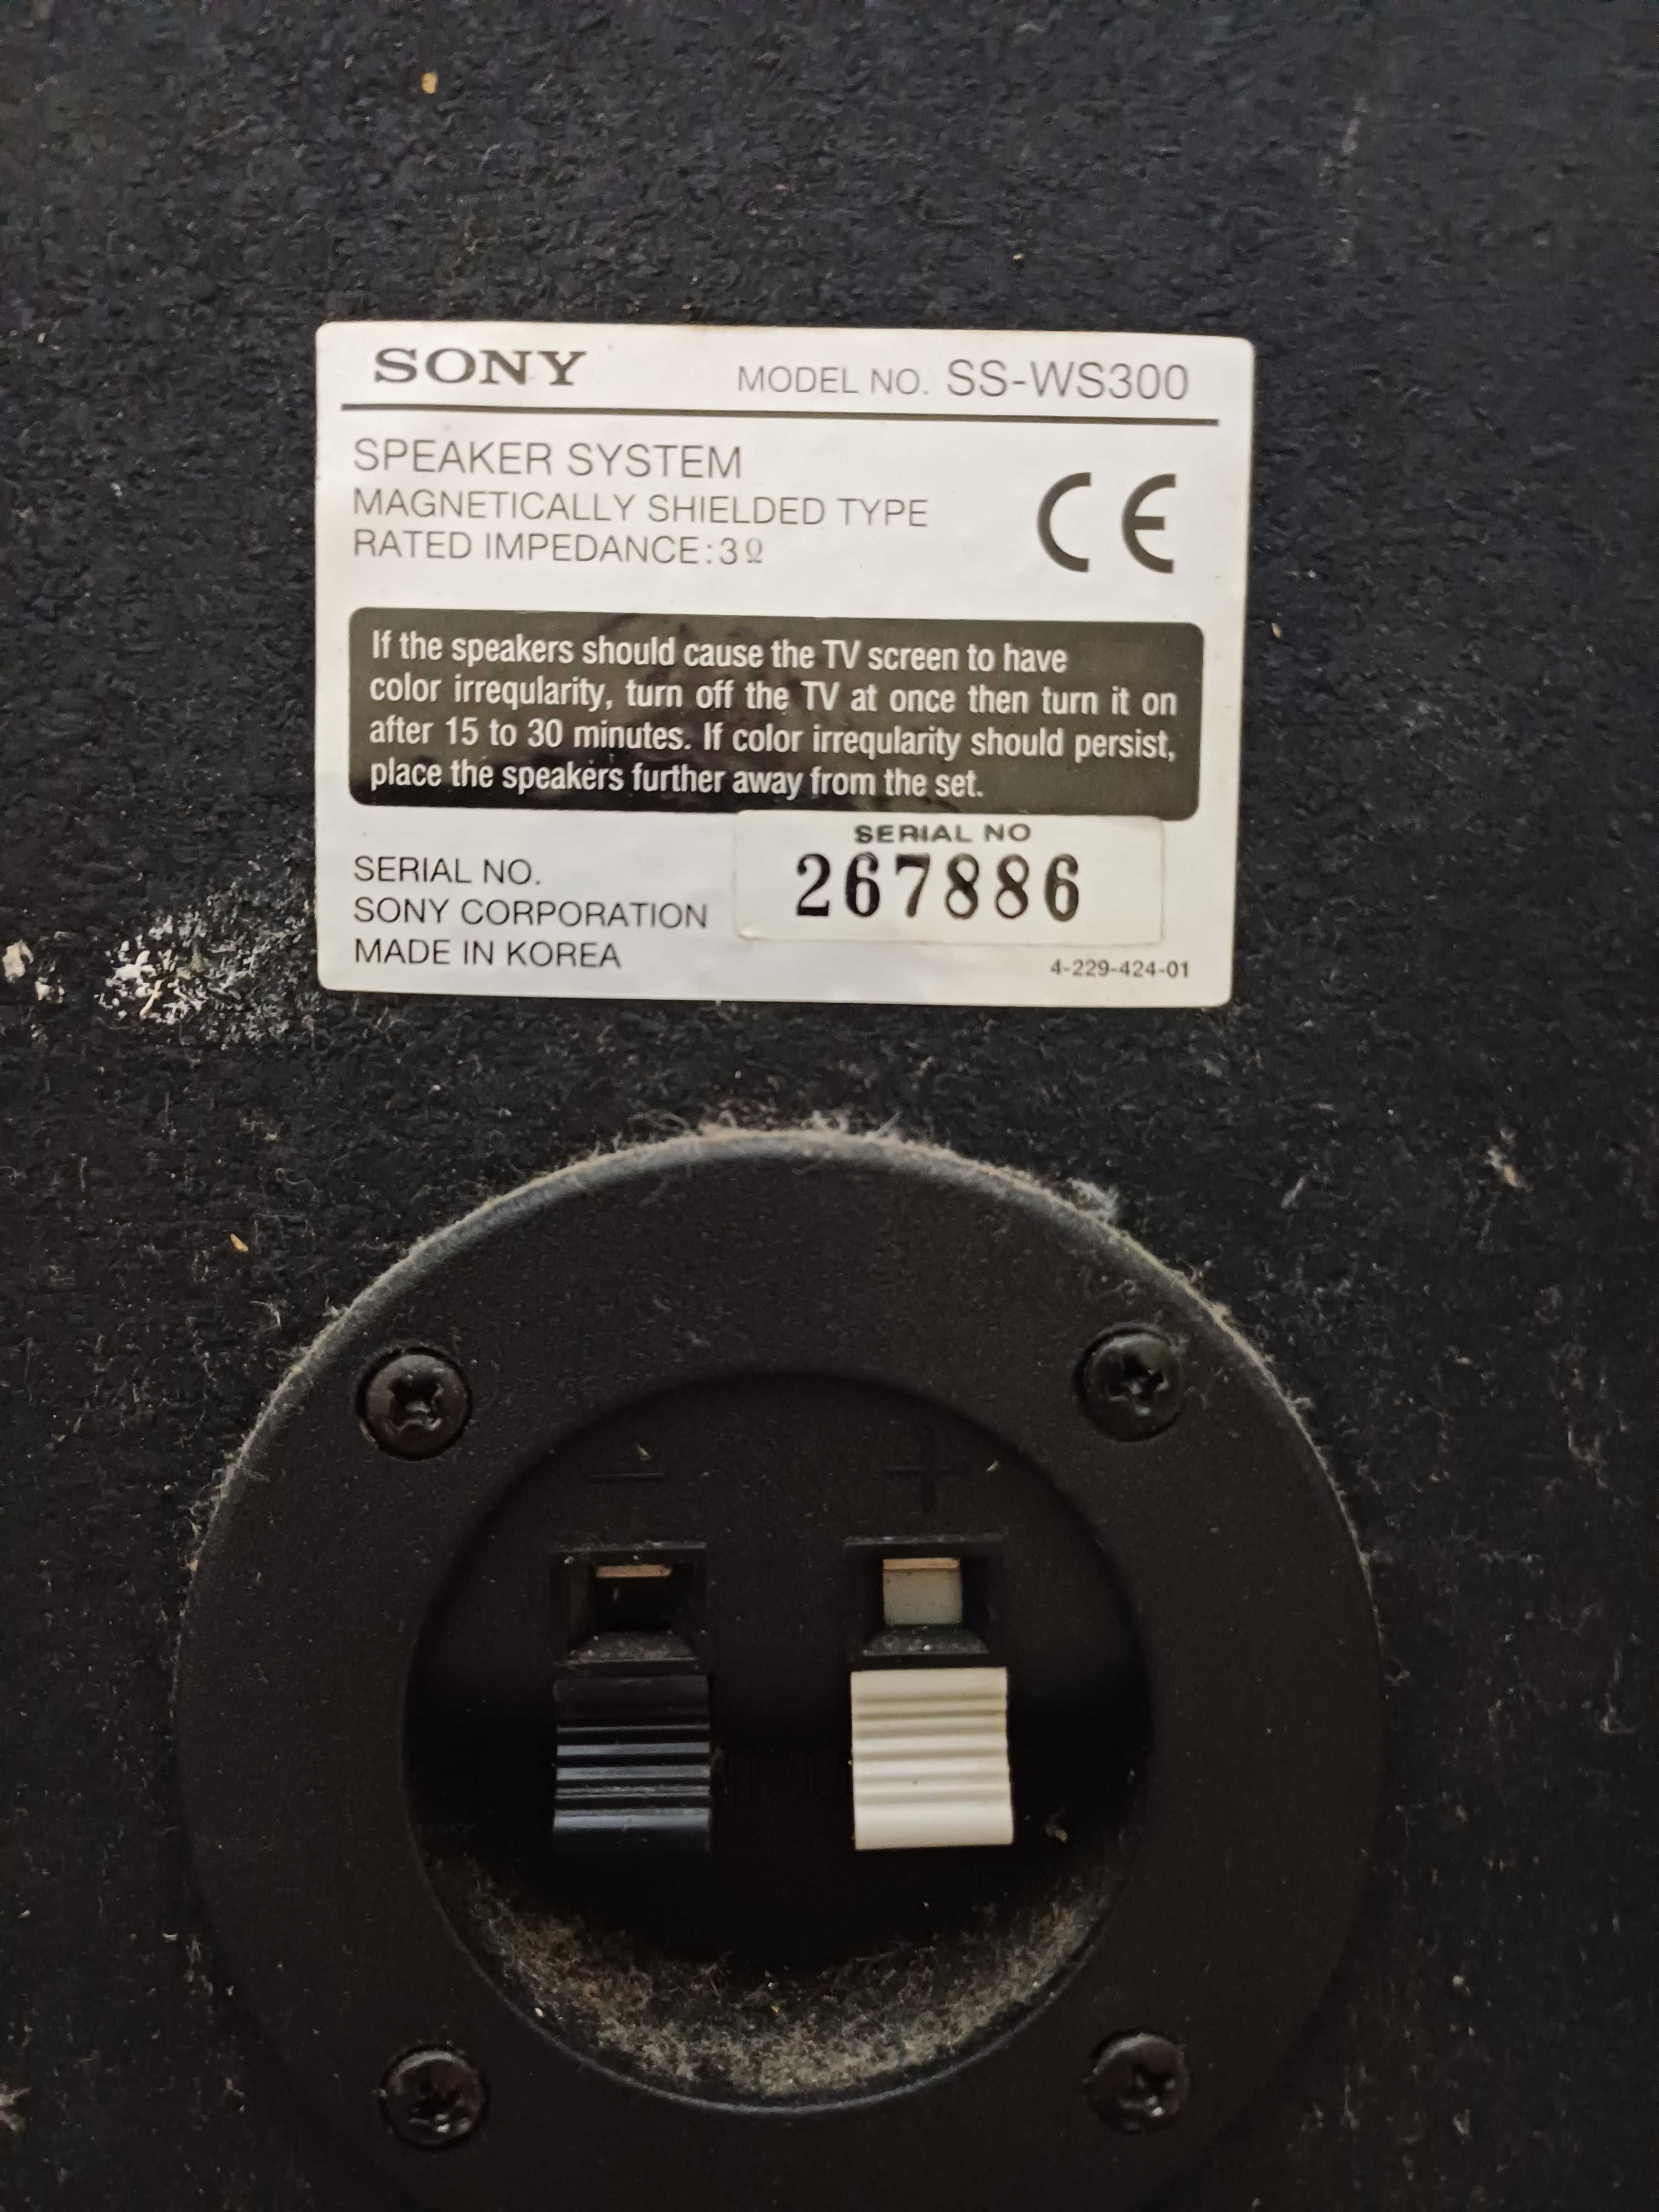 SONY MODEL NO. SS-WS300
SPEAKER SYSTEM
MAGNETICALLY SHIELDED TYPE
RATED IMPEDANCE:3Ω
CE
If the speakers should cause the TV screen to have
color irreqularity, turn off the TV at once then turn it on
after 15 to 30 minutes. If color irreqularity should persist,
place the speakers further away from the set.
SERIAL NO
267886
SERIAL NO.
SONY CORPORATION
MADE IN KOREA
4-229-424-01
− +